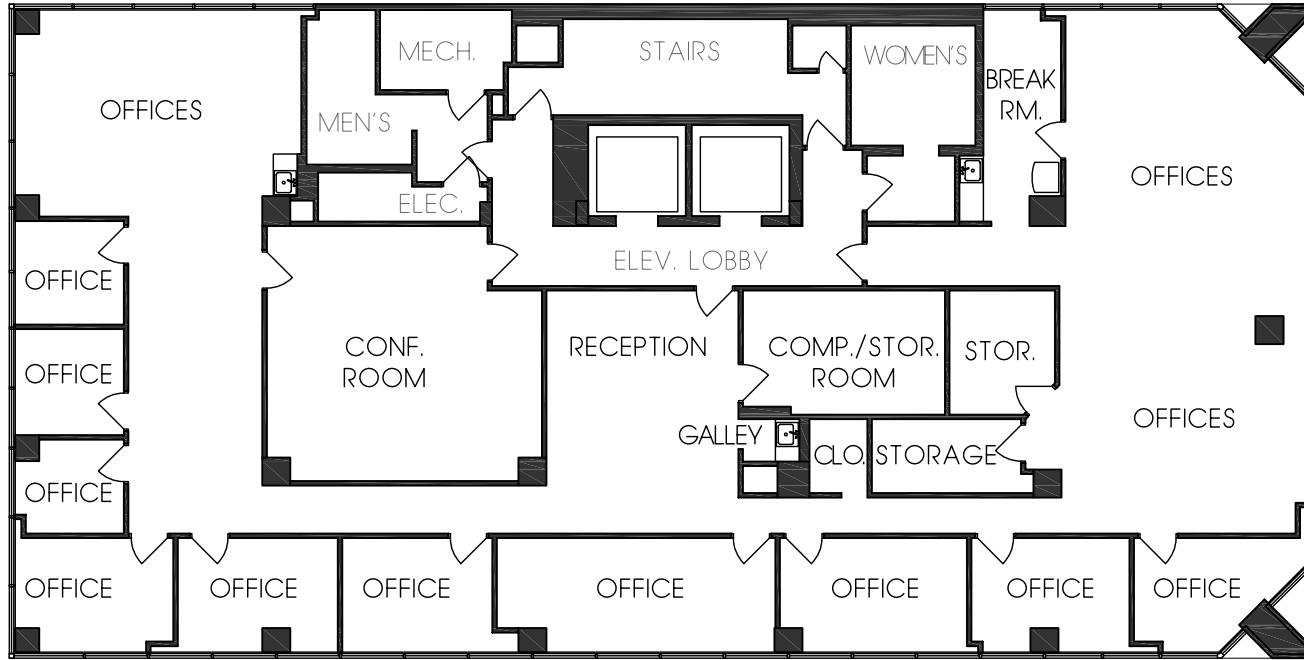 MECH.
STAIRS
WOMEN'S
OFFICES
MEN'S
BREAK
RM.
OFFICES
ELEC.
ELEV. LOBBY
OFFICE
CONF.
ROOM
RECEPTION
COMP./STOR.
ROOM
STOR.
OFFICE
OFFICES
GALLEY
CLO.
STORAGE
OFFICE
OFFICE
OFFICE
OFFICE
OFFICE
OFFICE
OFFICE
OFFICE